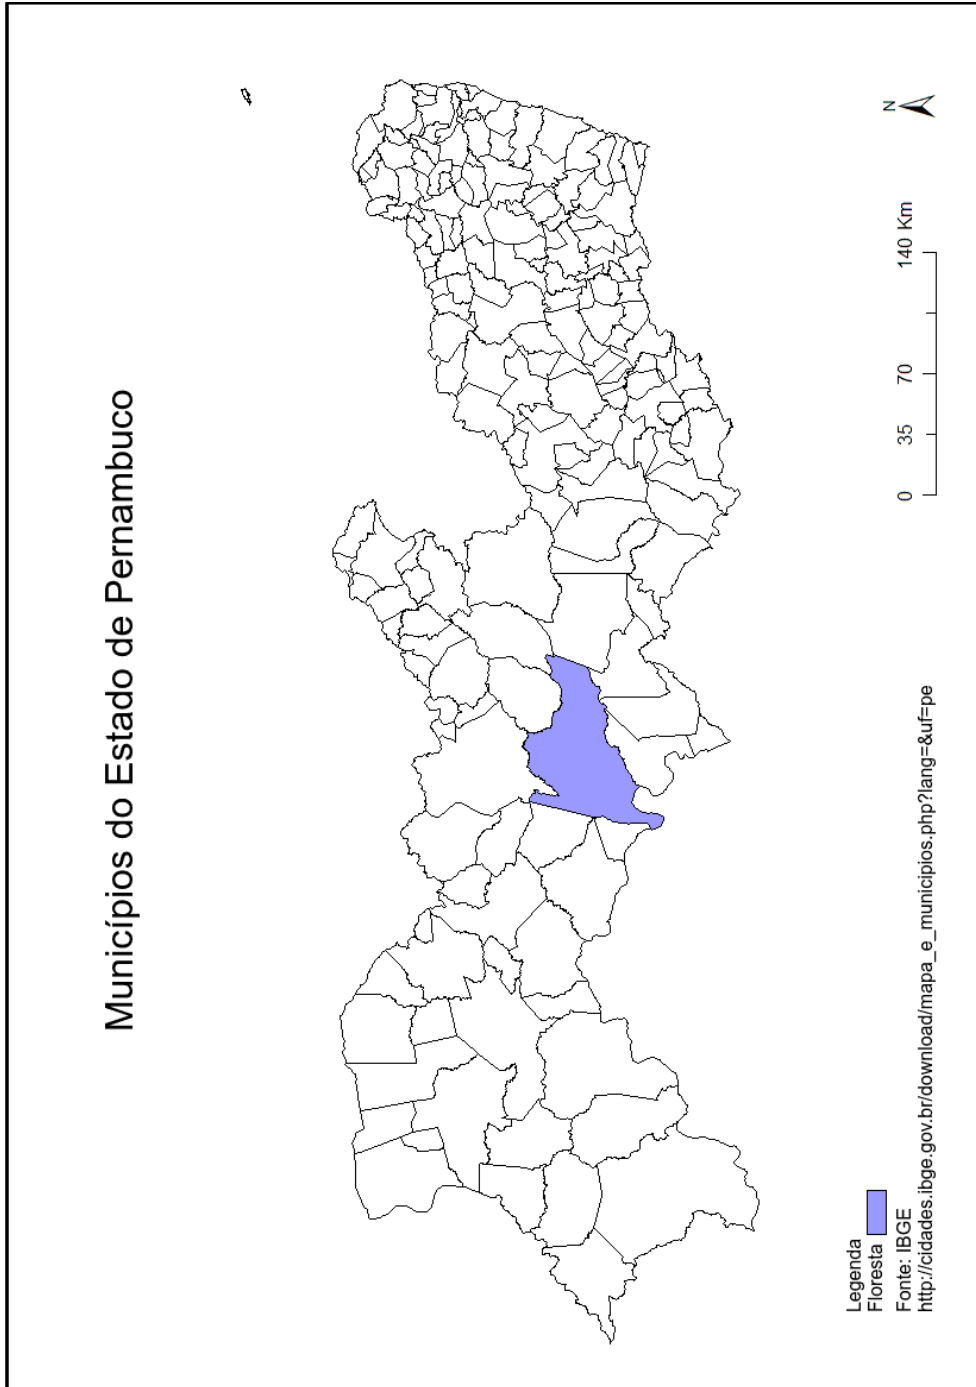 Municípios do Estado de Pernambuco
N
0 35 70 140 Km
Legenda
Floresta
Fonte: IBGE
http://cidades.ibge.gov.br/download/mapa_e_municipios.php?lang=&uf=pe